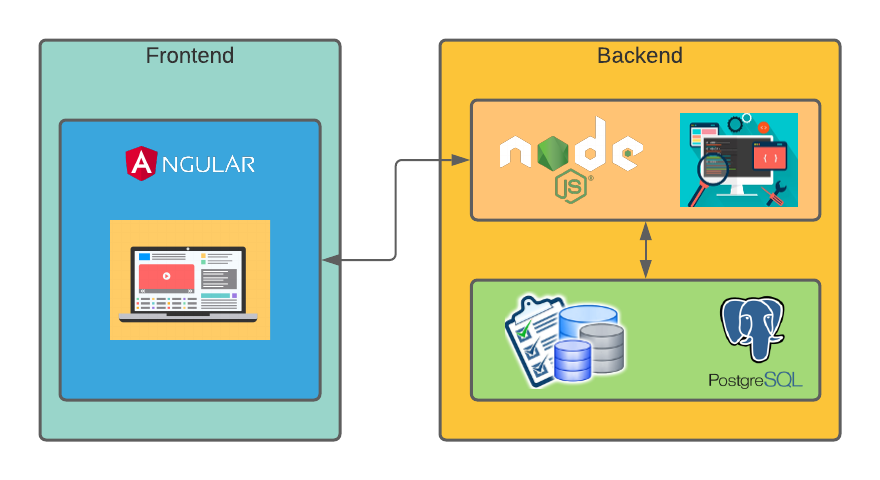 Frontend
Backend
ANGULAR
node
JS®
{ }
PostgreSQL